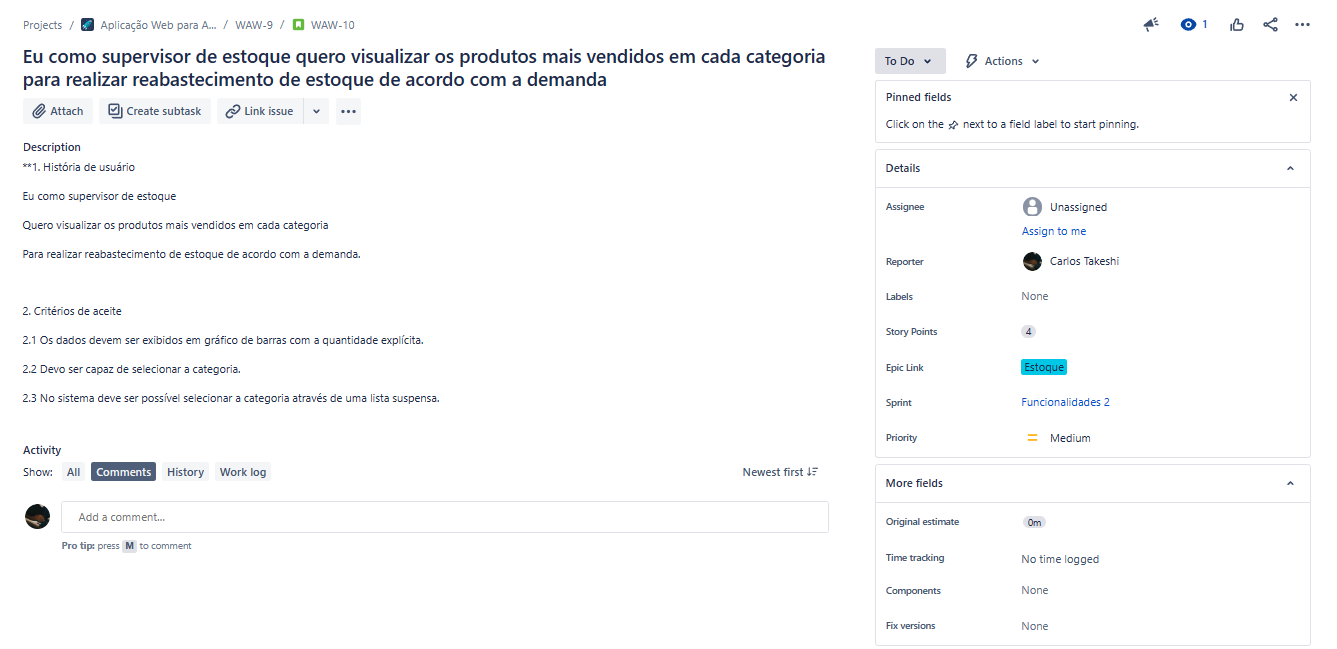 Projects / Aplicação Web para A... / WAW-9 / WAW-10
1
Eu como supervisor de estoque quero visualizar os produtos mais vendidos em cada categoria
para realizar reabastecimento de estoque de acordo com a demanda
Attach Create subtask Link issue
Description
**1. História de usuário
Eu como supervisor de estoque
Quero visualizar os produtos mais vendidos em cada categoria
Para realizar reabastecimento de estoque de acordo com a demanda.
2. Critérios de aceite
2.1 Os dados devem ser exibidos em gráfico de barras com a quantidade explícita.
2.2 Devo ser capaz de selecionar a categoria.
2.3 No sistema deve ser possível selecionar a categoria através de uma lista suspensa.
Activity
Show: All Comments History Work log Newest first
Add a comment...
Pro tip: press M to comment
To Do Actions
Pinned fields
Click on the next to a field label to start pinning.
Details
Assignee Unassigned
Assign to me
Reporter Carlos Takeshi
Labels None
Story Points 4
Epic Link Estoque
Sprint Funcionalidades 2
Priority Medium
More fields
Original estimate 0m
Time tracking No time logged
Components None
Fix versions None